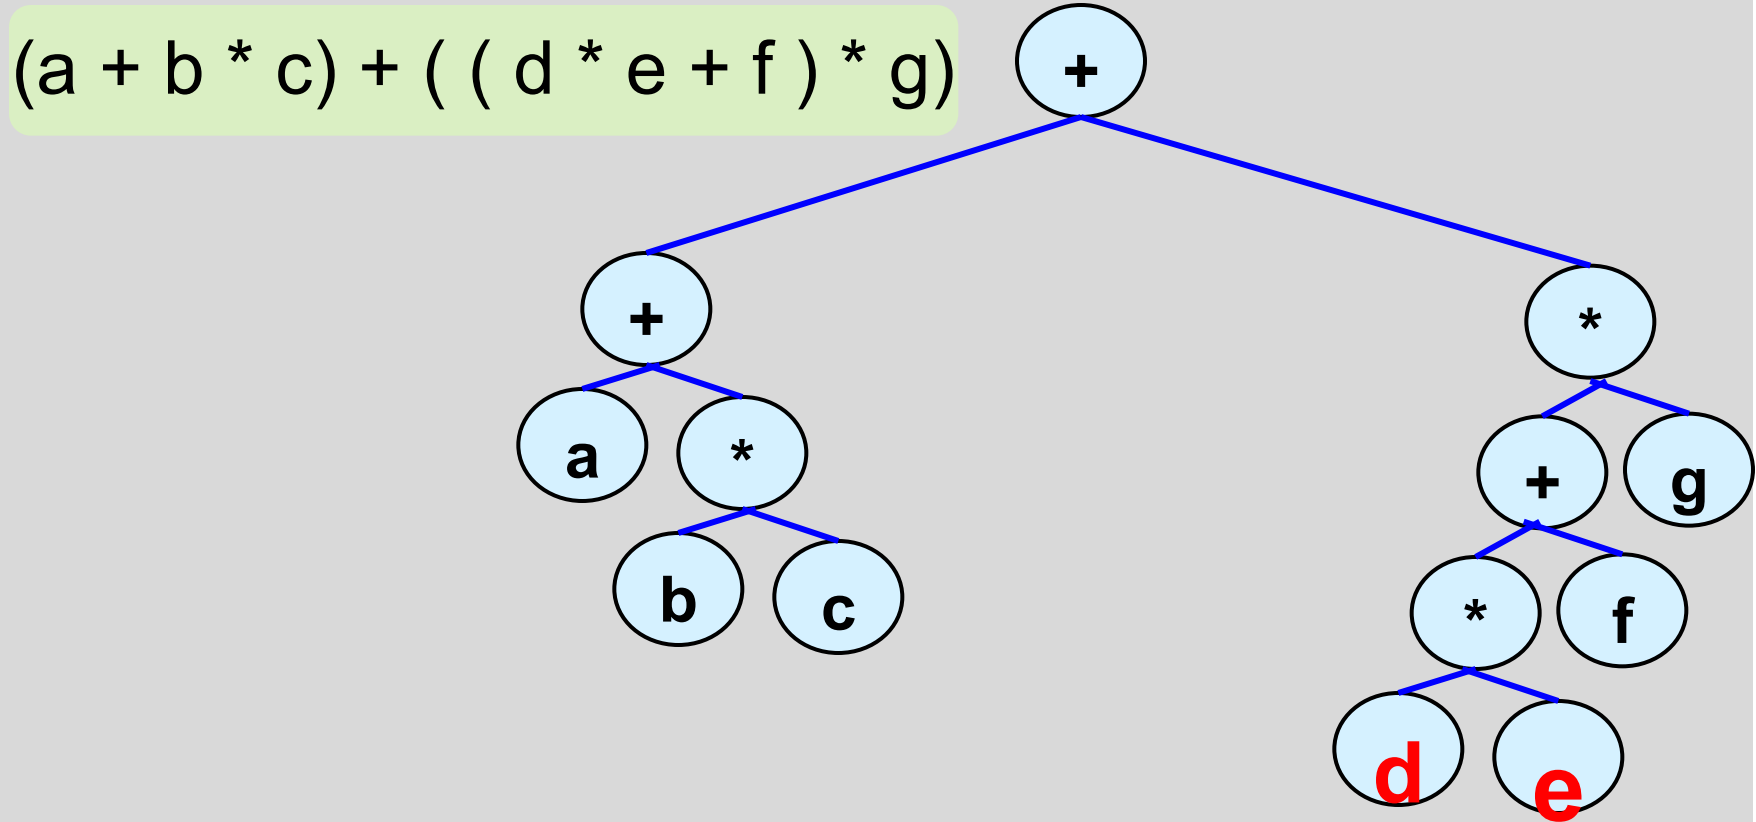 (a + b * c) + ( ( d * e + f ) * g)
+
+
*
a
*
+
g
b
c
*
f
d
e